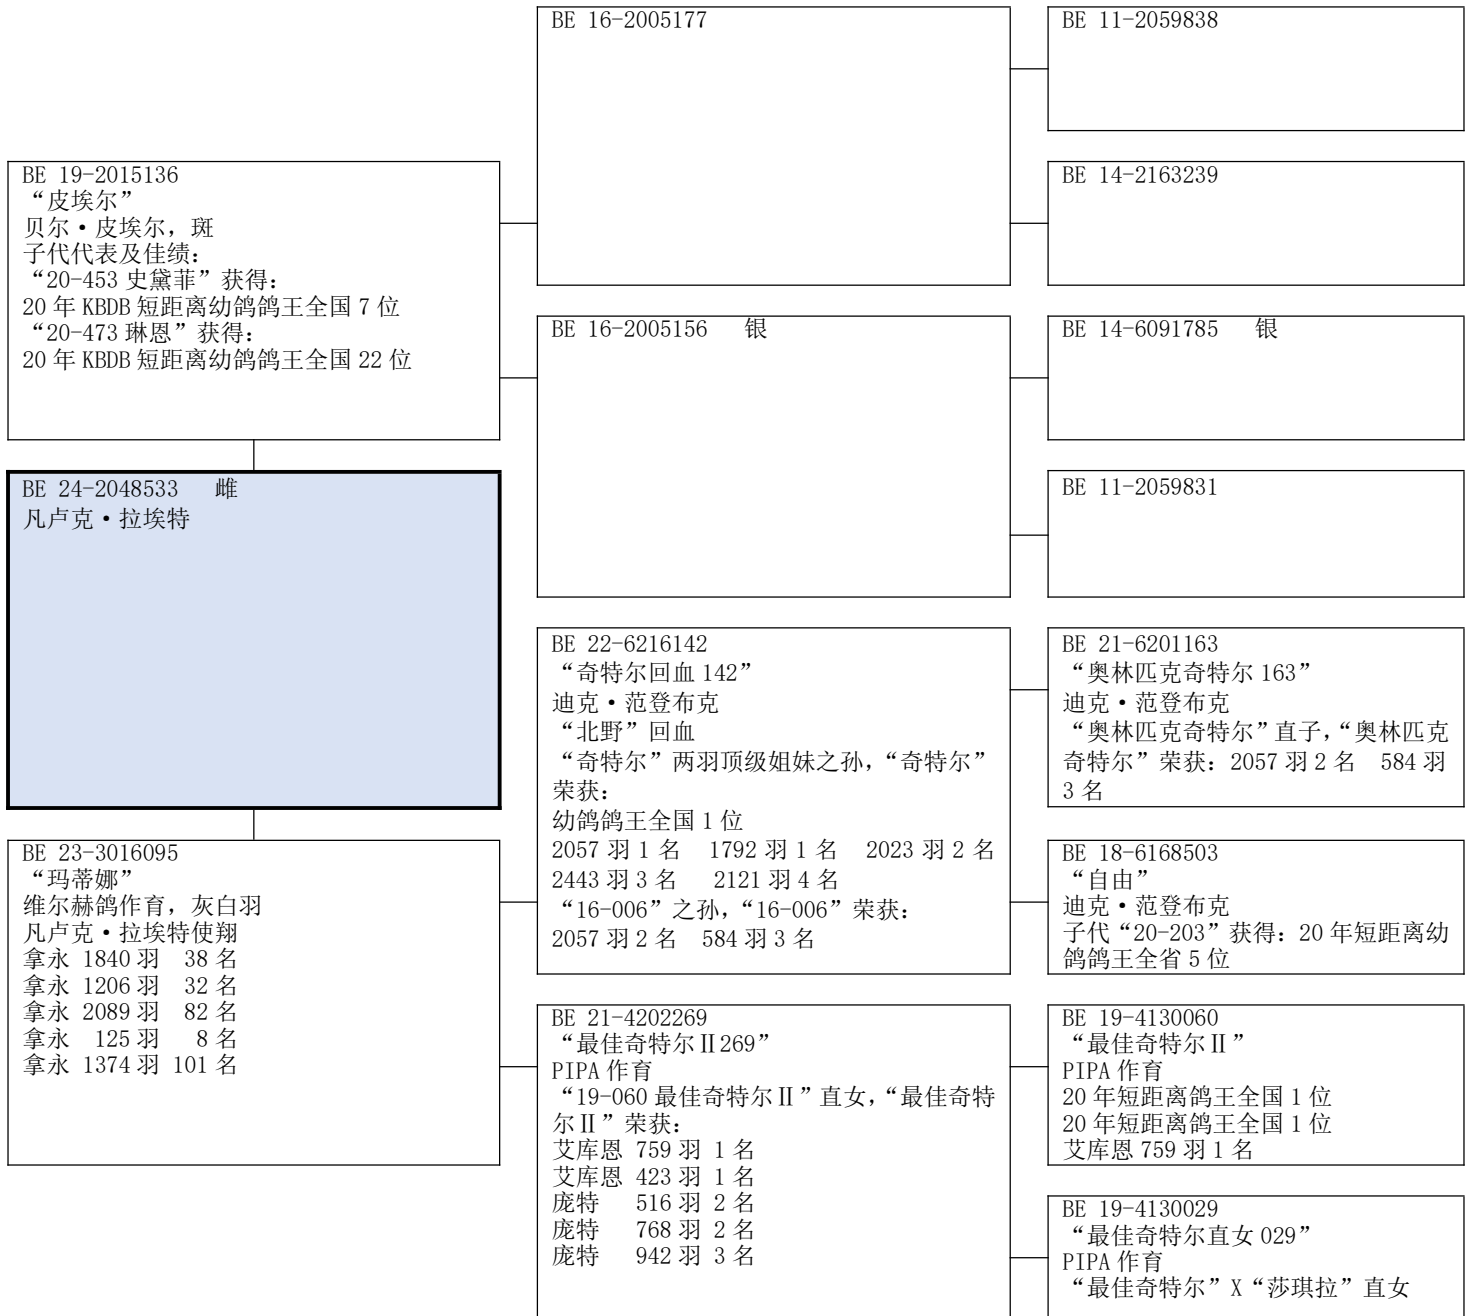 BE 16-2005177
BE 11-2059838
BE 14-2163239
BE 19-2015136
“皮埃尔”
贝尔•皮埃尔，斑
子代代表及佳绩：
“20-453 史黛菲”获得：
20 年 KBDB 短距离幼鸽鸽王全国 7 位
“20-473 琳恩”获得：
20 年 KBDB 短距离幼鸽鸽王全国 22 位
BE 16-2005156 银
BE 14-6091785 银
BE 11-2059831
BE 24-2048533 雌
凡卢克•拉埃特
BE 22-6216142
“奇特尔回血 142”
迪克•范登布克
“北野”回血
“奇特尔”两羽顶级姐妹之孙，“奇特尔”
荣获：
幼鸽鸽王全国 1 位
2057 羽 1 名 1792 羽 1 名 2023 羽 2 名
2443 羽 3 名 2121 羽 4 名
“16-006”之孙，“16-006”荣获：
2057 羽 2 名 584 羽 3 名
BE 21-6201163
“奥林匹克奇特尔 163”
迪克•范登布克
“奥林匹克奇特尔”直子，“奥林匹克
奇特尔”荣获：2057 羽 2 名 584 羽
3 名
BE 18-6168503
“自由”
迪克•范登布克
子代“20-203”获得：20 年短距离幼
鸽鸽王全省 5 位
BE 23-3016095
“玛蒂娜”
维尔赫鸽作育，灰白羽
凡卢克•拉埃特使翔
拿永 1840 羽 38 名
拿永 1206 羽 32 名
拿永 2089 羽 82 名
拿永 125 羽 8 名
拿永 1374 羽 101 名
BE 21-4202269
“最佳奇特尔Ⅱ269”
PIPA 作育
“19-060 最佳奇特尔Ⅱ”直女，“最佳奇特
尔Ⅱ”荣获：
艾库恩 759 羽 1 名
艾库恩 423 羽 1 名
庞特 516 羽 2 名
庞特 768 羽 2 名
庞特 942 羽 3 名
BE 19-4130060
“最佳奇特尔Ⅱ”
PIPA 作育
20 年短距离鸽王全国 1 位
20 年短距离鸽王全国 1 位
艾库恩 759 羽 1 名
BE 19-4130029
“最佳奇特尔直女 029”
PIPA 作育
“最佳奇特尔”X“莎琪拉”直女